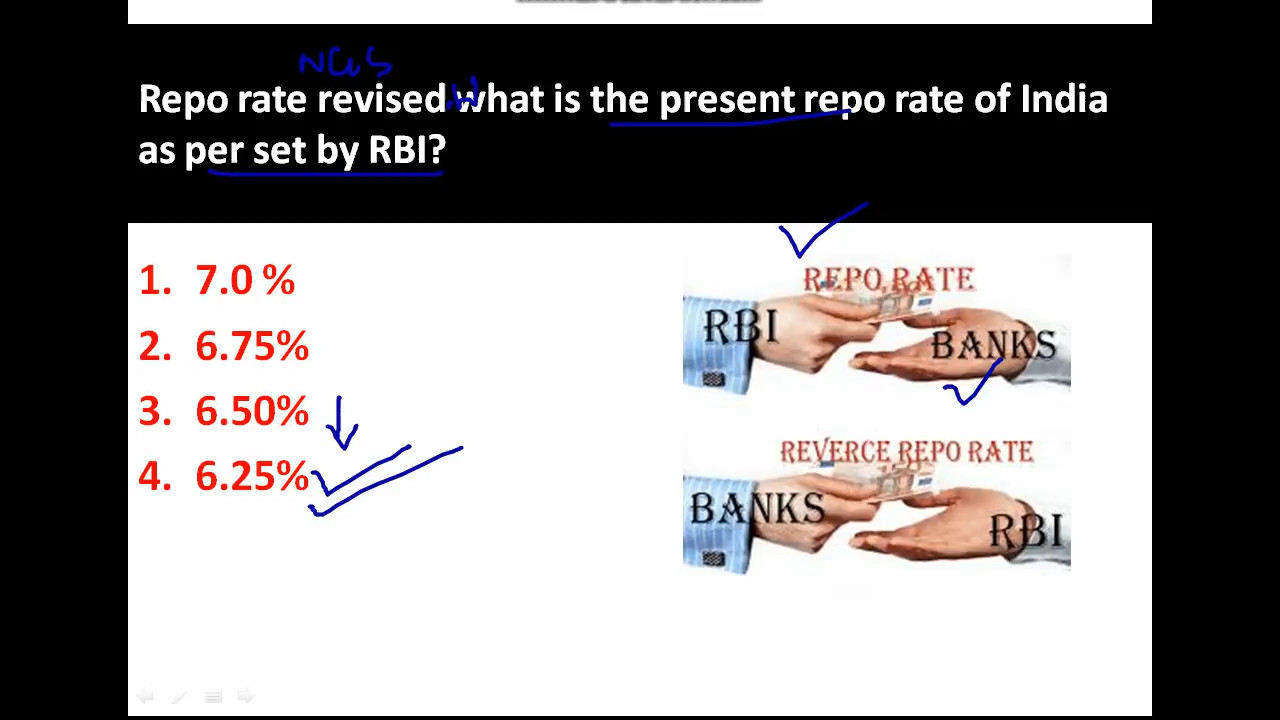 Repo rate revised what is the present repo rate of India
as per set by RBI?
1. 7.0 %
2. 6.75%
3. 6.50%
4. 6.25%
REPO RATE
RBI
BANKS
REVERCE REPO RATE
BANKS
RBI